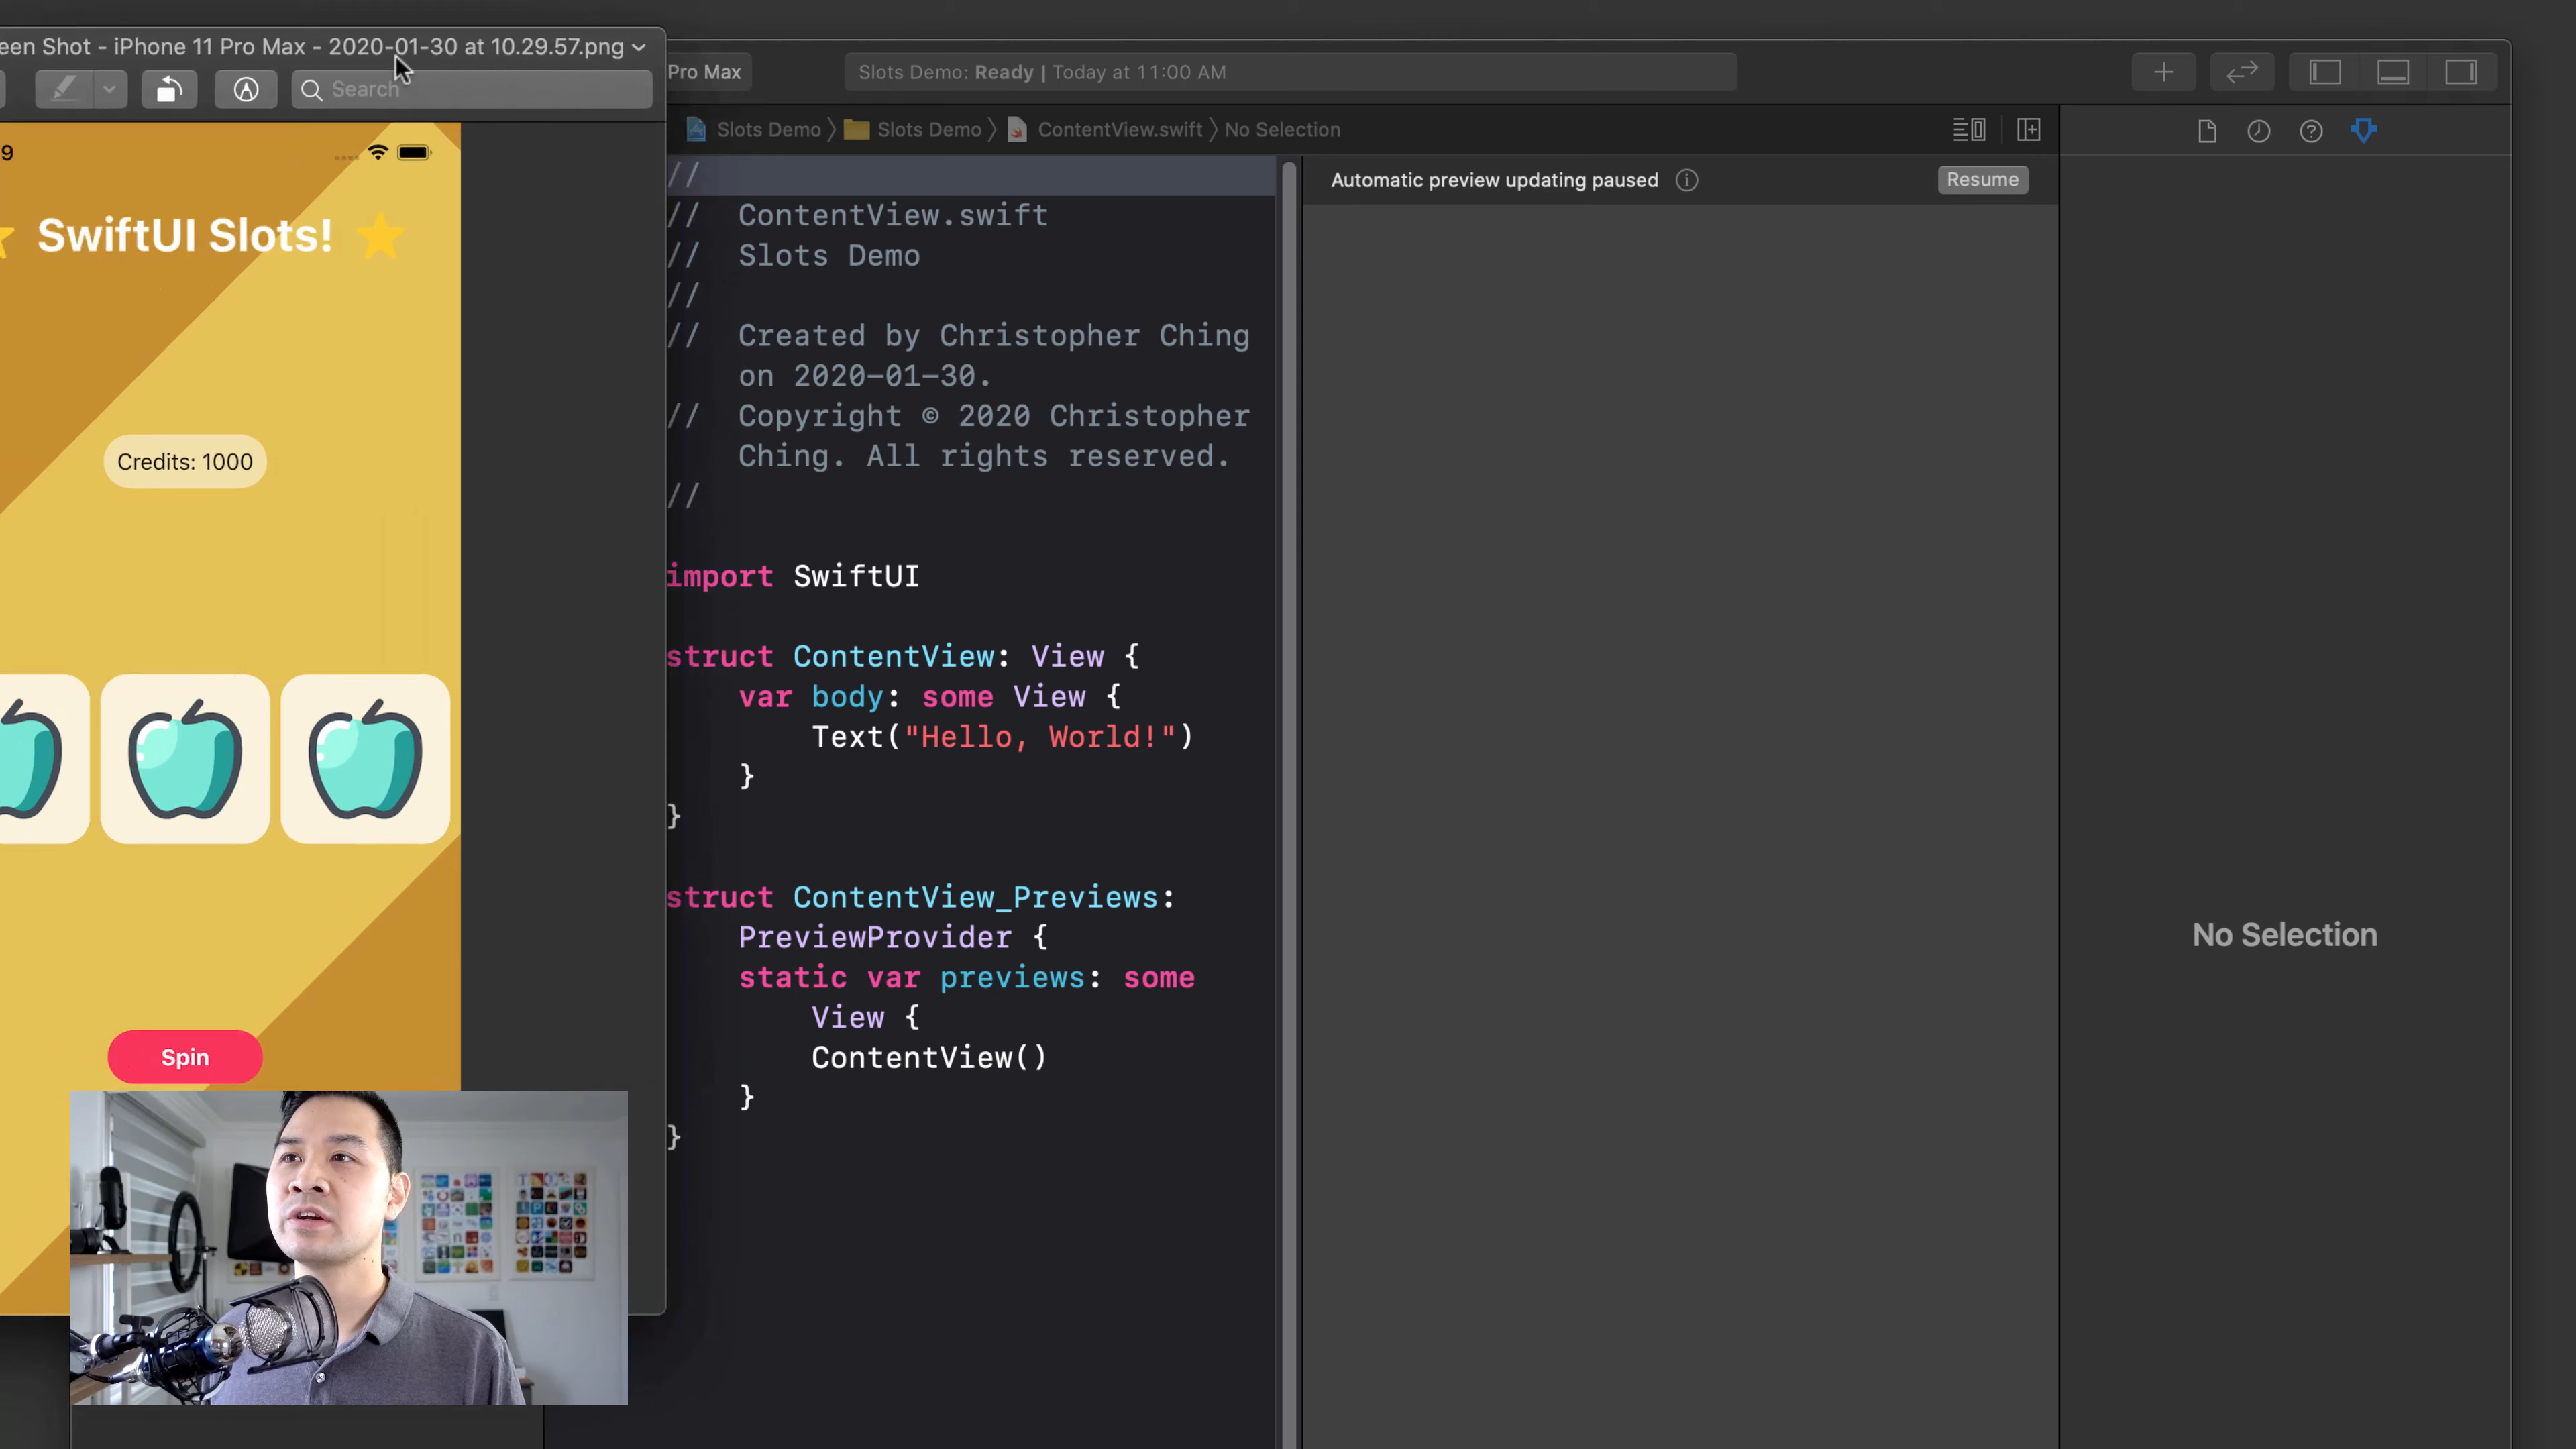 een Shot - iPhone 11 Pro Max - 2020-01-30 at 10.29.57.png
Search
9
SwiftUI Slots!
Credits: 1000
Spin
Pro Max
Slots Demo: Ready | Today at 11:00 AM
Slots Demo 〉 Slots Demo 〉 ContentView.swift 〉 No Selection
Automatic preview updating paused
Resume
//
// ContentView.swift
// Slots Demo
//
// Created by Christopher Ching
on 2020-01-30.
// Copyright © 2020 Christopher
Ching. All rights reserved.
//
import SwiftUI
struct ContentView: View {
var body: some View {
Text("Hello, World!")
}
}
struct ContentView_Previews:
PreviewProvider {
static var previews: some
View {
ContentView()
}
}
No Selection